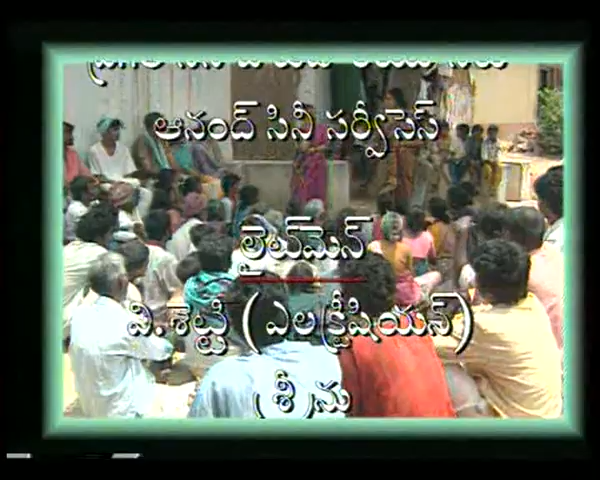 ఆనంద్ సినీ సర్వీసెస్
లైట్‌మెన్
వి.శెట్టి (ఎలక్ట్రీషియన్)
శ్రీను